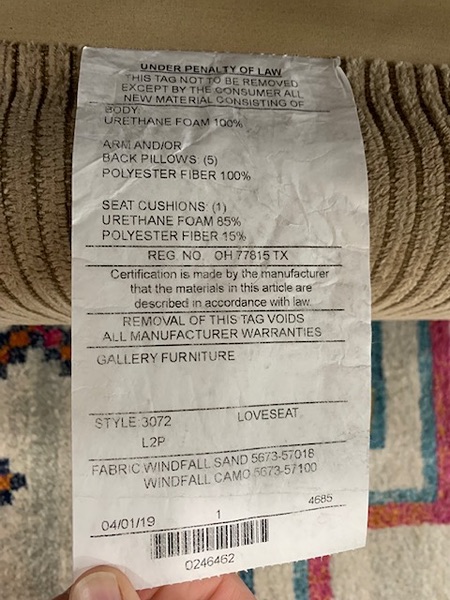 UNDER PENALTY OF LAW
THIS TAG NOT TO BE REMOVED
EXCEPT BY THE CONSUMER ALL
NEW MATERIAL CONSISTING OF
BODY:
URETHANE FOAM 100%
ARM AND/OR
BACK PILLOWS: (5)
POLYESTER FIBER 100%
SEAT CUSHIONS: (1)
URETHANE FOAM 85%
POLYESTER FIBER 15%
REG. NO. OH 77815 TX
Certification is made by the manufacturer
that the materials in this article are
described in accordance with law.
REMOVAL OF THIS TAG VOIDS
ALL MANUFACTURER WARRANTIES
GALLERY FURNITURE
STYLE 3072 LOVESEAT
L2P
FABRIC WINDFALL SAND 5673-57018
WINDFALL CAMO 5673-57100
4685
04/01/19 1
0246462